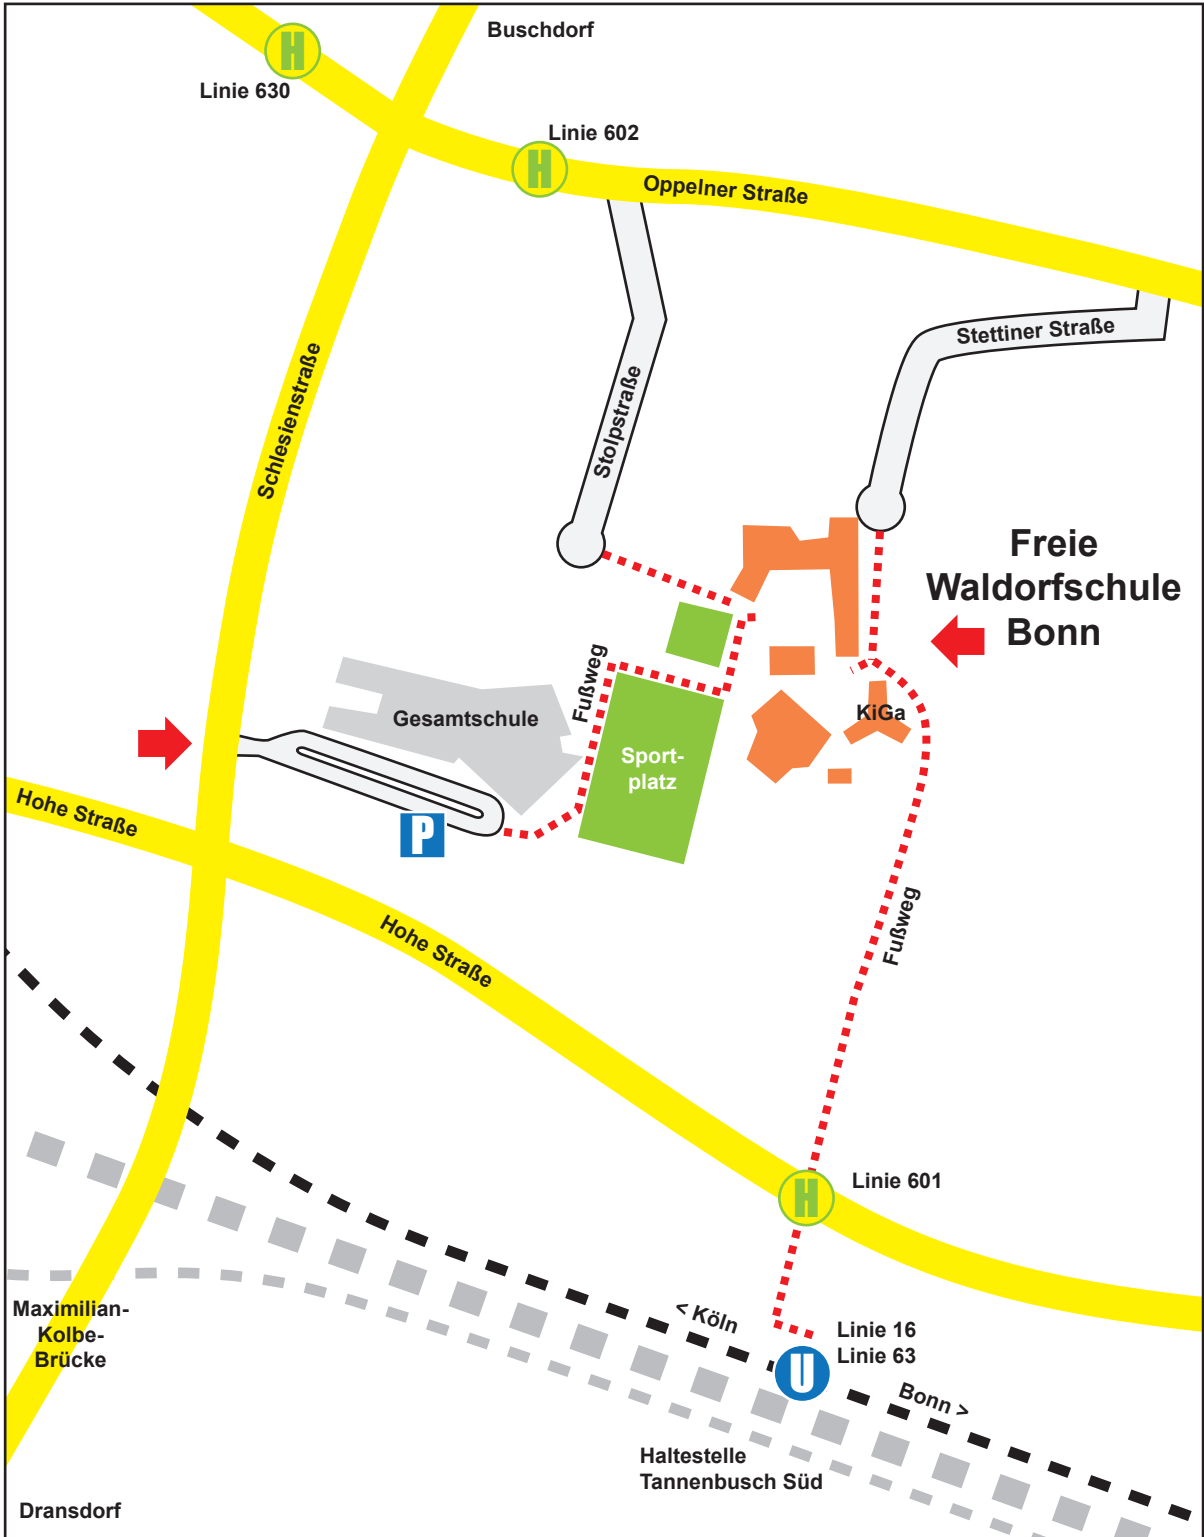 Buschdorf
H
Linie 630
Linie 602
H
Oppelner Straße
Stettiner Straße
Schlesienstraße
Stolpstraße
Freie
Waldorfschule
Bonn
Fußweg
Gesamtschule
KiGa
Sport-
platz
Hohe Straße
P
Hohe Straße
Fußweg
Linie 601
H
Maximilian-
Kolbe-
Brücke
< Köln
Linie 16
Linie 63
U
Bonn >
Haltestelle
Tannenbusch Süd
Dransdorf